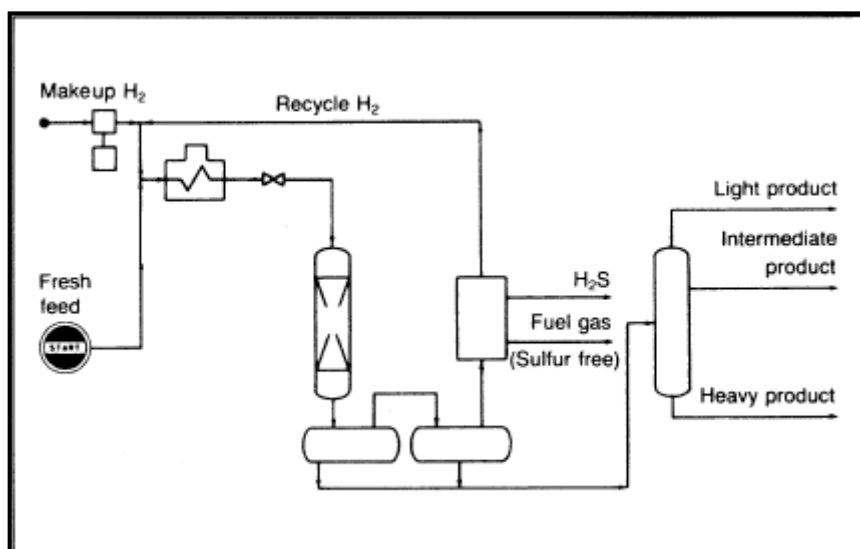 Makeup H₂
Recycle H₂
Light product
Intermediate
product
Fresh
feed
START
H₂S
Fuel gas
(Sulfur free)
Heavy product